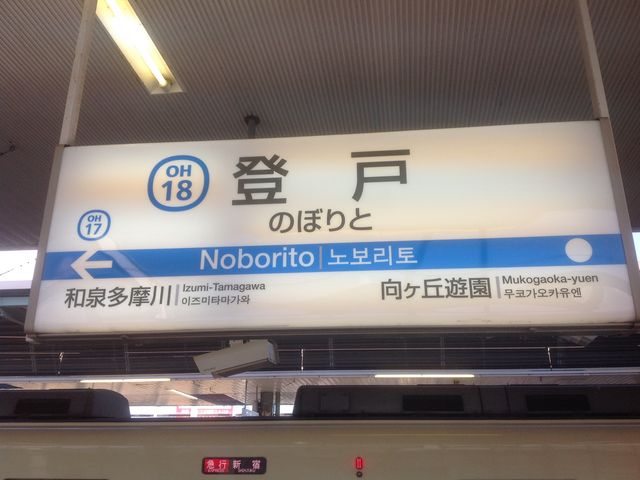 OH
18
登戸
のぼりと
OH
17
Noborito 노보리토
和泉多摩川 Izumi-Tamagawa
이즈미타마가와
向ヶ丘遊園 Mukogaoka-yuen
무코가오카유엔
急行 新宿